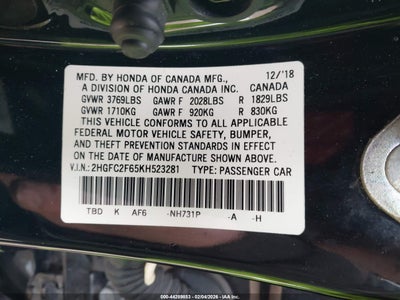 MFD. BY HONDA OF CANADA MFG., 12/'18
A DIVISION OF HONDA CANADA INC. CANADA
GVWR 3769LBS GAWR F 2028LBS R 1829LBS
GVWR 1710KG GAWR F 920KG R 830KG
THIS VEHICLE CONFORMS TO ALL APPLICABLE
FEDERAL MOTOR VEHICLE SAFETY, BUMPER,
AND THEFT PREVENTION STANDARDS IN EFFECT
ON THE DATE OF MANUFACTURE SHOWN ABOVE.
V.I.N.: 2HGFC2F65KH523281 TYPE: PASSENGER CAR
TBD K AF6 -NH731P -A -H
000-44289853 - 02/04/2026 - IAA Inc.